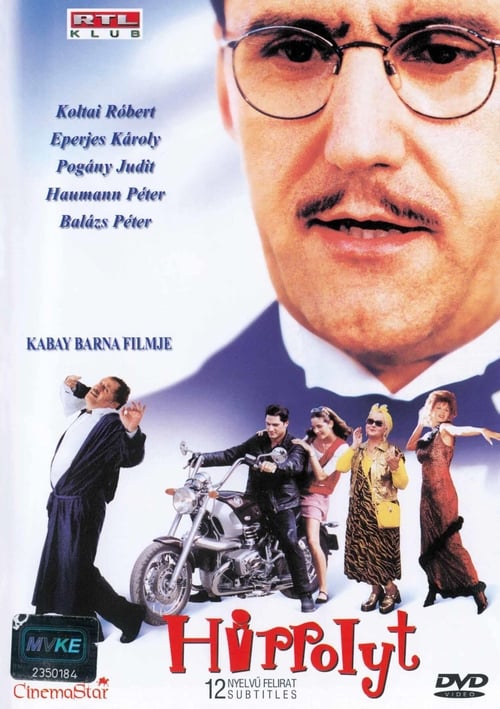 RTL
KLUB
Koltai Róbert
Eperjes Károly
Pogány Judit
Haumann Péter
Balázs Péter
KABAY BARNA FILMJE
Hippolyt
12 NYELVŰ FELIRAT
SUBTITLES
MVKE
2350184
CinemaStar
DVD
VIDEO